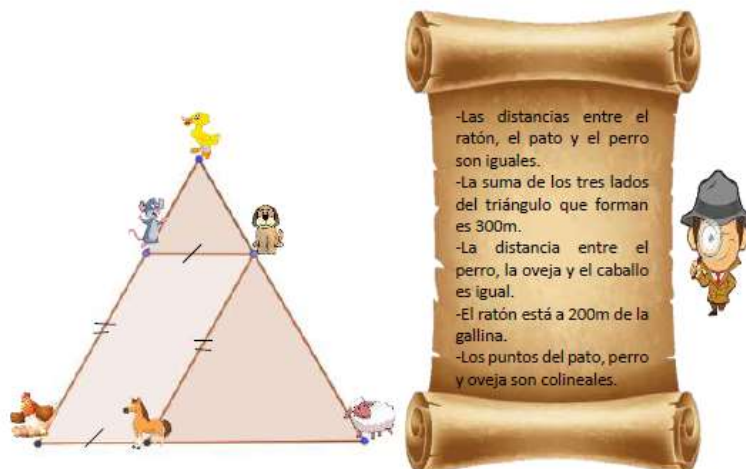 -Las distancias entre el
ratón, el pato y el perro
son iguales.
-La suma de los tres lados
del triángulo que forman
es 300m.
-La distancia entre el
perro, la oveja y el caballo
es igual.
-El ratón está a 200m de la
gallina.
-Los puntos del pato, perro
y oveja son colineales.